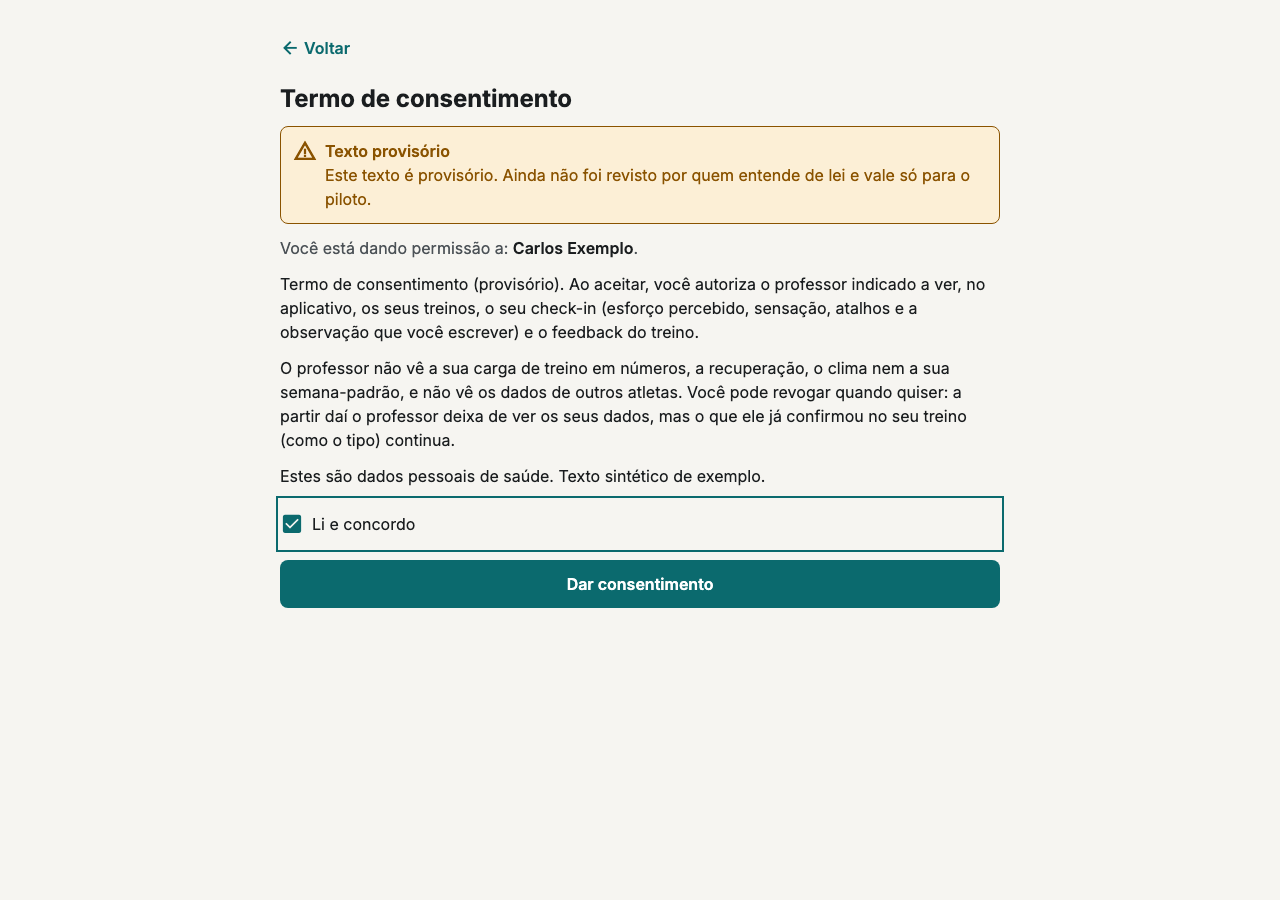 Voltar
Termo de consentimento
Texto provisório
Este texto é provisório. Ainda não foi revisto por quem entende de lei e vale só para o
piloto.
Você está dando permissão a: Carlos Exemplo.
Termo de consentimento (provisório). Ao aceitar, você autoriza o professor indicado a ver, no
aplicativo, os seus treinos, o seu check-in (esforço percebido, sensação, atalhos e a
observação que você escrever) e o feedback do treino.
O professor não vê a sua carga de treino em números, a recuperação, o clima nem a sua
semana-padrão, e não vê os dados de outros atletas. Você pode revogar quando quiser: a
partir daí o professor deixa de ver os seus dados, mas o que ele já confirmou no seu treino
(como o tipo) continua.
Estes são dados pessoais de saúde. Texto sintético de exemplo.
Li e concordo
Dar consentimento